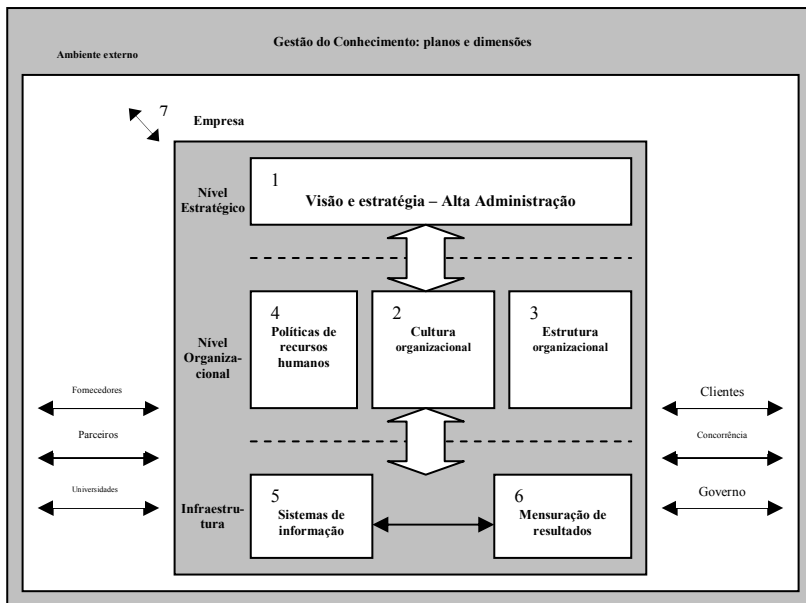 Gestão do Conhecimento: planos e dimensões
Ambiente externo
7
Empresa
Nível
Estratégico
1
Visão e estratégia – Alta Administração
Nível
Organiza-
cional
4
Políticas de
recursos
humanos
2
Cultura
organizacional
3
Estrutura
organizacional
Fornecedores
Parceiros
Universidades
Clientes
Concorrência
Governo
Infraestru-
tura
5
Sistemas de
informação
6
Mensuração de
resultados